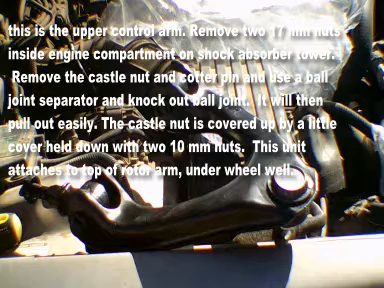 this is the upper control arm. Remove two 17 mm nuts
inside engine compartment on shock absorber tower.
Remove the castle nut and cotter pin and use a ball
joint separator and knock out ball joint. It will then
pull out easily. The castle nut is covered up by a little
cover held down with two 10 mm nuts. This unit
attaches to top of rotor arm, under wheel well.